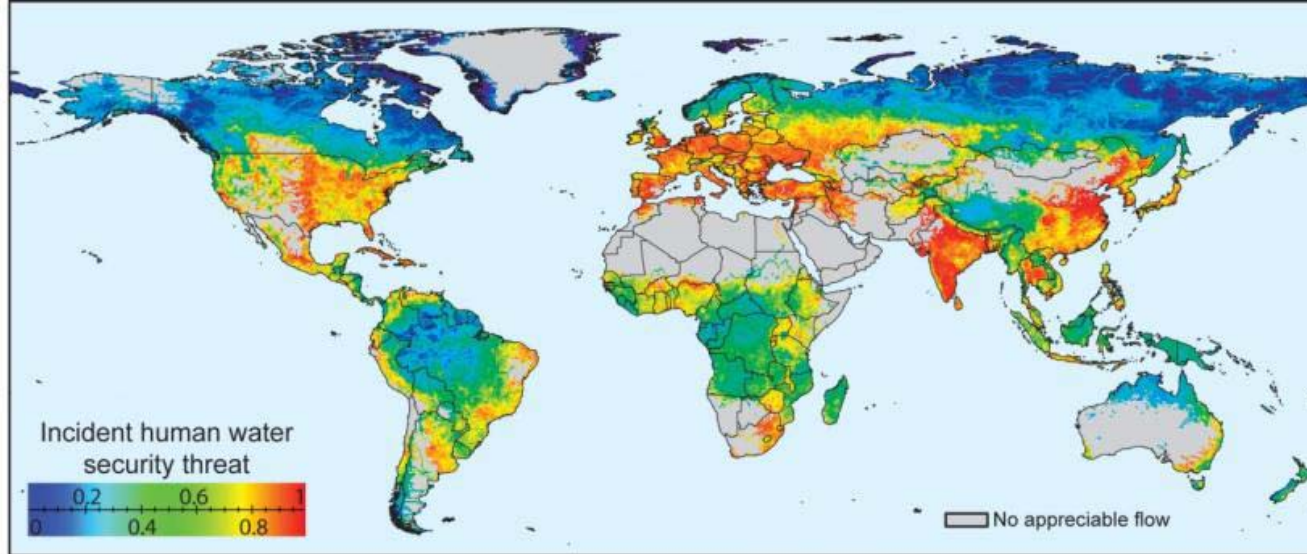 Incident human water
security threat
0.2 0.6 1
0 0.4 0.8
No appreciable flow